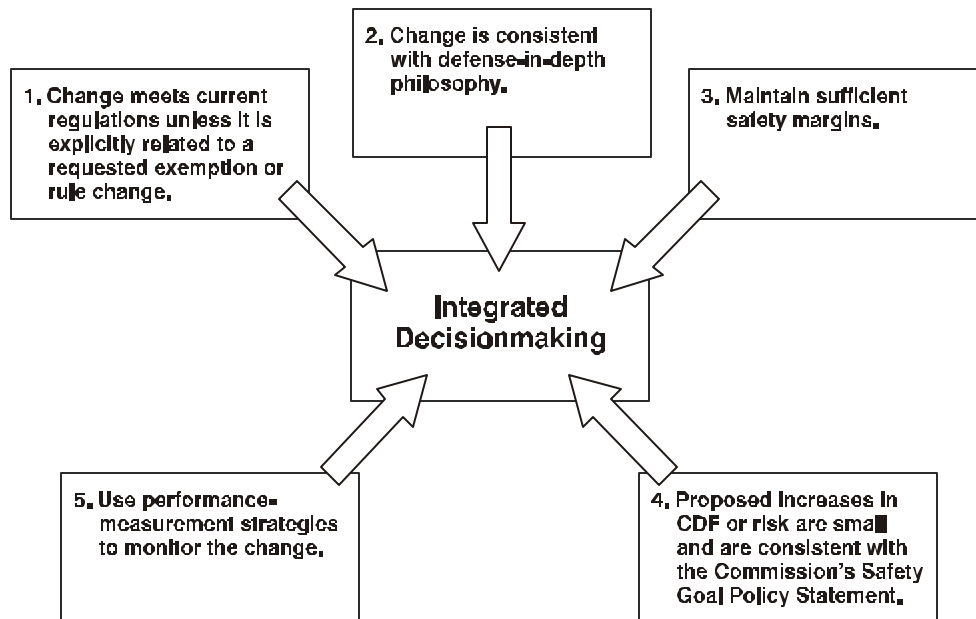 1. Change meets current
regulations unless it is
explicitly related to a
requested exemption or
rule change.
2. Change is consistent
with defense-in-depth
philosophy.
3. Maintain sufficient
safety margins.
Integrated
Decisionmaking
4. Proposed increases in
CDF or risk are small
and are consistent with
the Commission's Safety
Goal Policy Statement.
5. Use performance-
measurement strategies
to monitor the change.